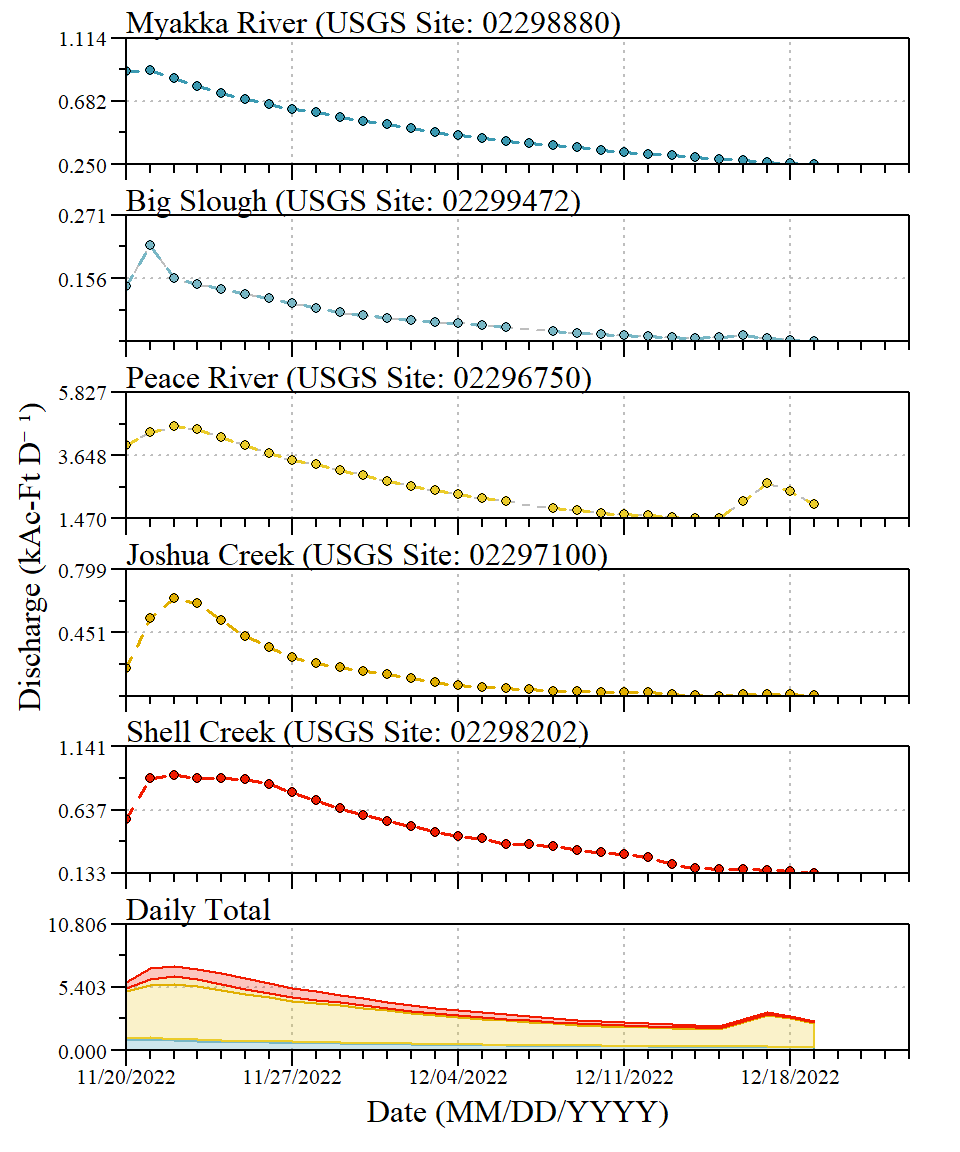 Myakka River (USGS Site: 02298880)
1.114
0.682
0.250
Big Slough (USGS Site: 02299472)
0.271
0.156
Peace River (USGS Site: 02296750)
5.827
3.648
1.470
Joshua Creek (USGS Site: 02297100)
0.799
0.451
Shell Creek (USGS Site: 02298202)
1.141
0.637
0.133
Daily Total
10.806
5.403
0.000
Discharge (kAc-Ft D⁻¹)
11/20/2022 11/27/2022 12/04/2022 12/11/2022 12/18/2022
Date (MM/DD/YYYY)